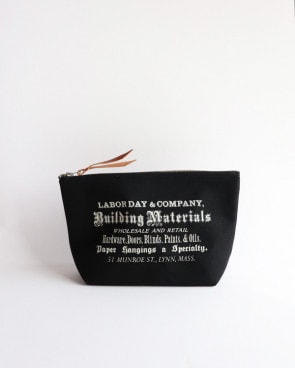 LABOR DAY & COMPANY,
Building Materials
WHOLESALE AND RETAIL
Hardware, Doors, Blinds, Paints, & Oils.
Paper Hangings a Specialty.
51 MUNROE ST., LYNN, MASS.